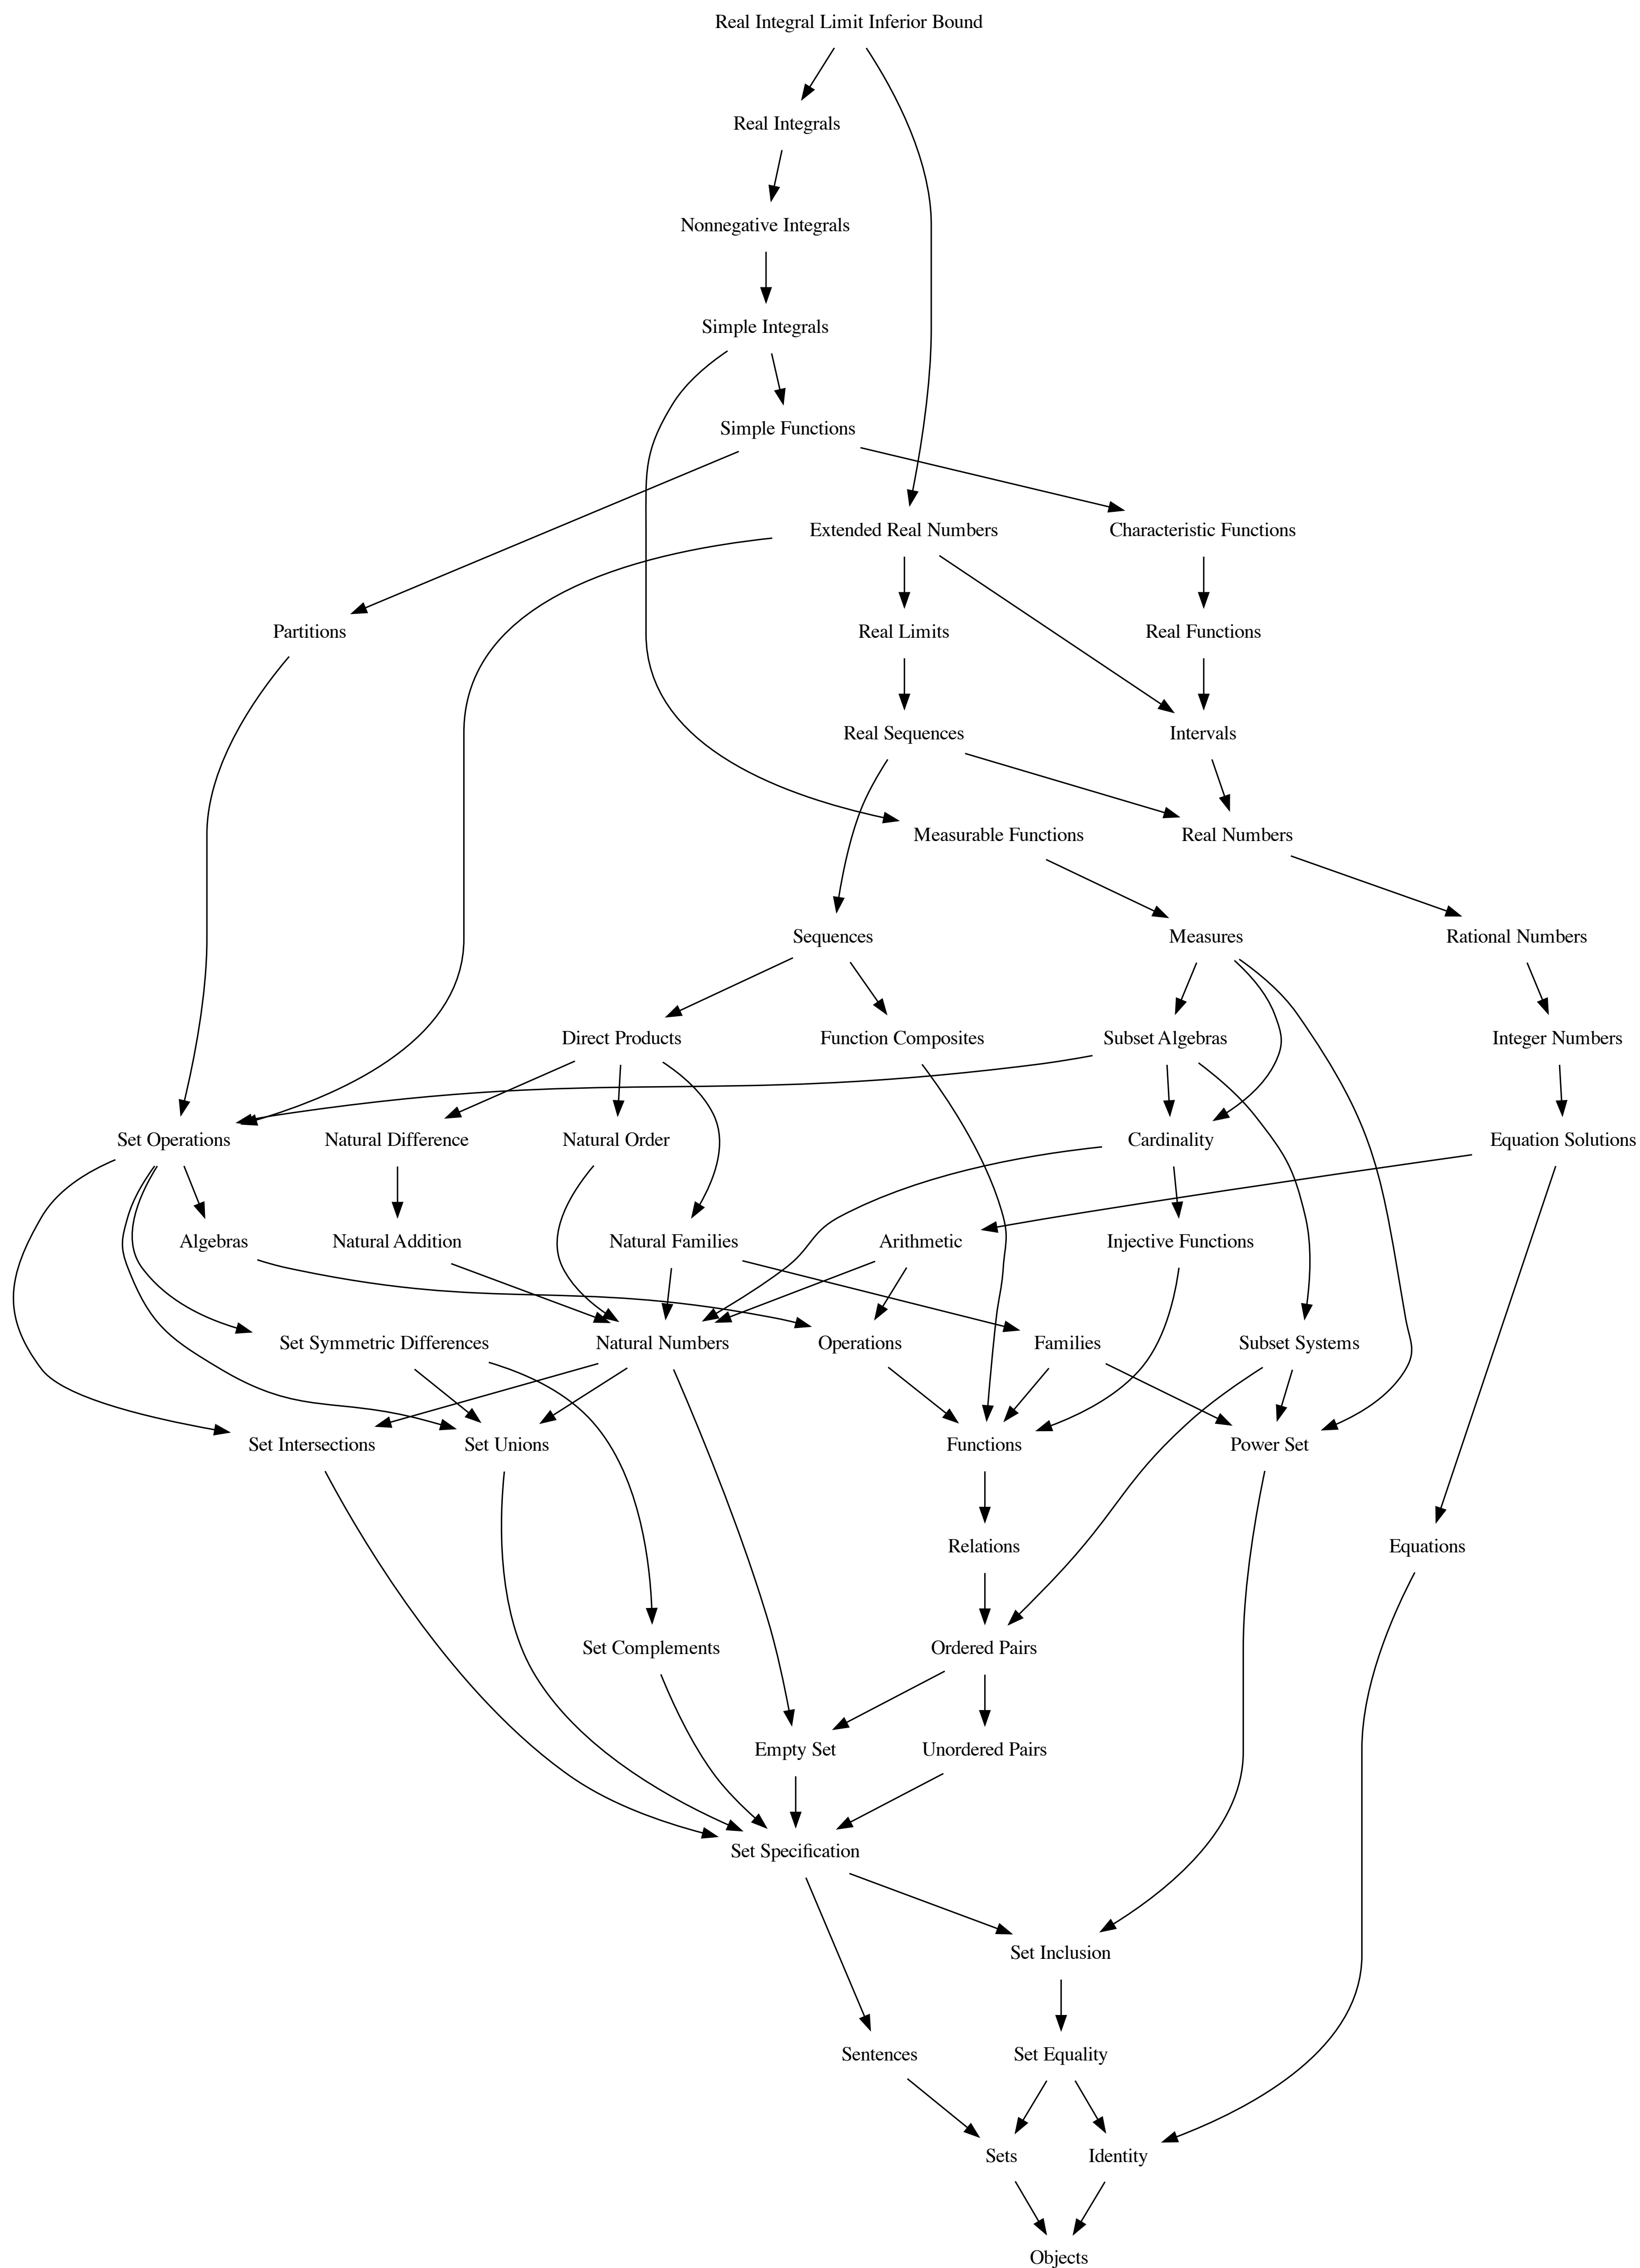 Real Integral Limit Inferior Bound
Real Integrals
Nonnegative Integrals
Simple Integrals
Simple Functions
Extended Real Numbers
Characteristic Functions
Partitions
Real Limits
Real Functions
Real Sequences
Intervals
Measurable Functions
Real Numbers
Sequences
Measures
Rational Numbers
Direct Products
Function Composites
Subset Algebras
Integer Numbers
Set Operations
Natural Difference
Natural Order
Cardinality
Equation Solutions
Algebras
Natural Addition
Natural Families
Arithmetic
Injective Functions
Set Symmetric Differences
Natural Numbers
Operations
Families
Subset Systems
Set Intersections
Set Unions
Functions
Power Set
Relations
Equations
Set Complements
Ordered Pairs
Empty Set
Unordered Pairs
Set Specification
Set Inclusion
Sentences
Set Equality
Sets
Identity
Objects